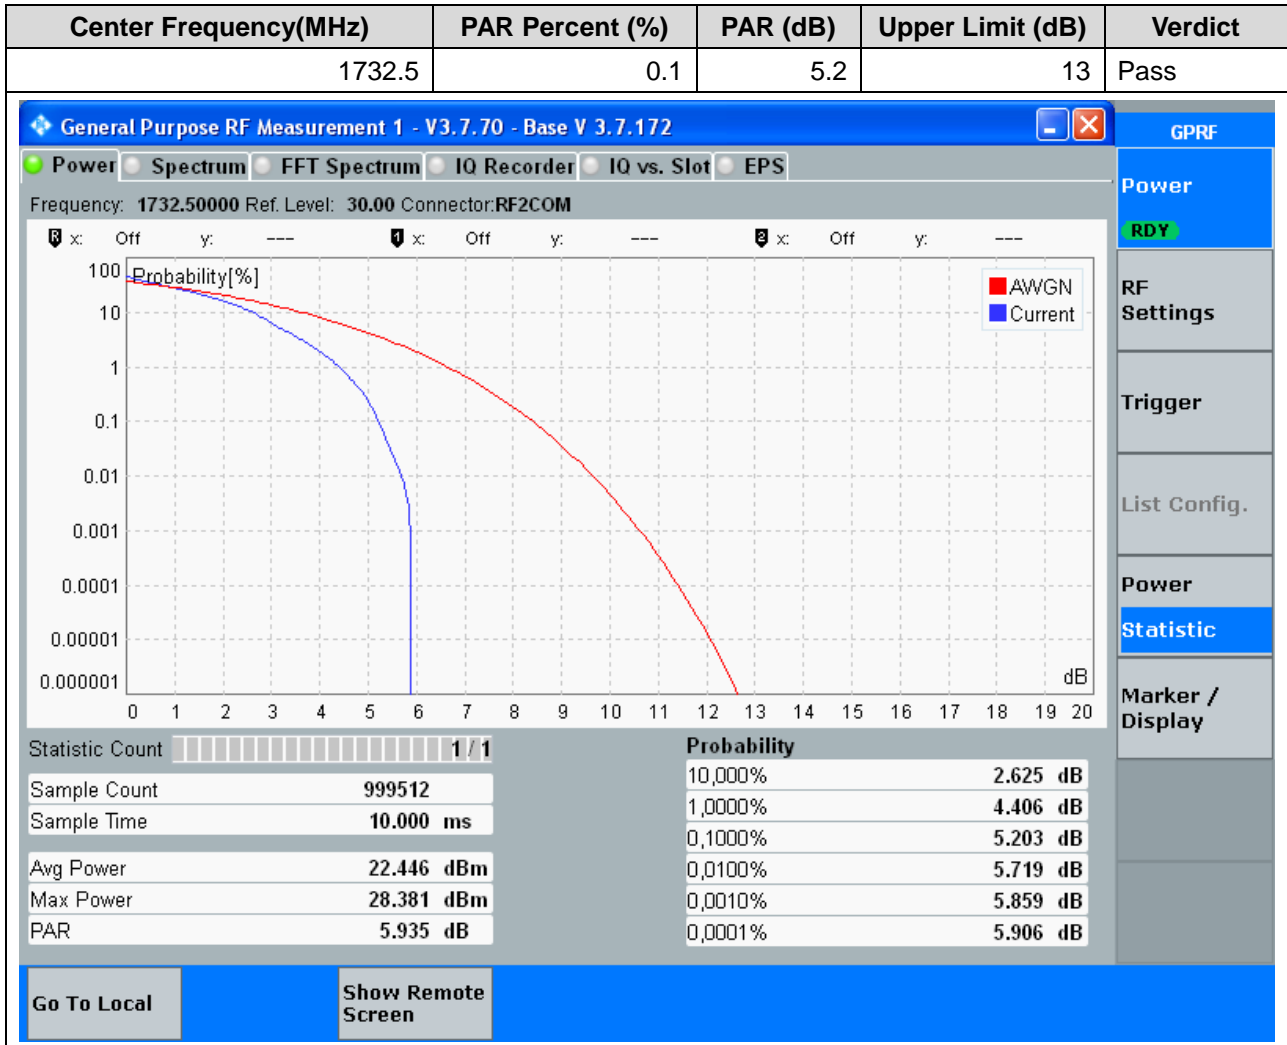 Center Frequency(MHz) PAR Percent (%) PAR (dB) Upper Limit (dB) Verdict
1732.5 0.1 5.2 13 Pass
General Purpose RF Measurement 1 - V3.7.70 - Base V 3.7.172
GPRF
Power Spectrum FFT Spectrum IQ Recorder IQ vs. Slot EPS
Frequency: 1732.50000 Ref. Level: 30.00 Connector:RF2COM
R x: Off y: --- 1 x: Off y: --- 2 x: Off y: ---
Probability[%]
AWGN
Current
100
10
1
0.1
0.01
0.001
0.0001
0.00001
0.000001
dB
0 1 2 3 4 5 6 7 8 9 10 11 12 13 14 15 16 17 18 19 20
Statistic Count 1 / 1
Sample Count 999512
Sample Time 10.000 ms
Avg Power 22.446 dBm
Max Power 28.381 dBm
PAR 5.935 dB
Probability
10,000% 2.625 dB
1,0000% 4.406 dB
0,1000% 5.203 dB
0,0100% 5.719 dB
0,0010% 5.859 dB
0,0001% 5.906 dB
Power
RDY
RF
Settings
Trigger
List Config.
Power
Statistic
Marker /
Display
Go To Local
Show Remote
Screen